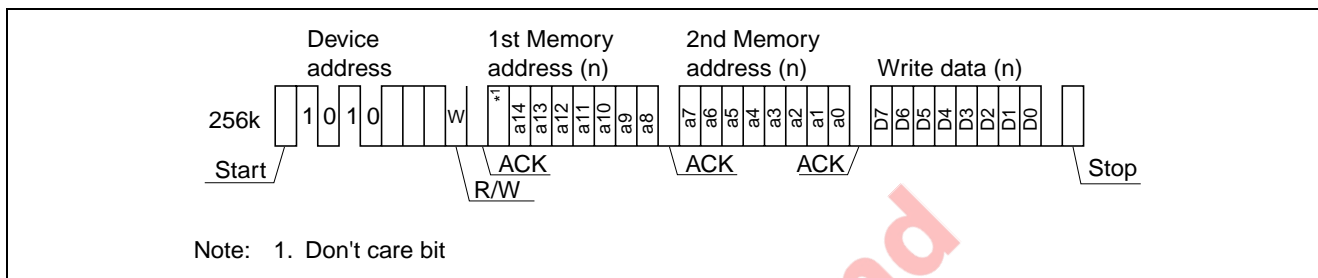 Device address
1st Memory address (n)
2nd Memory address (n)
Write data (n)
256k
1 0 1 0 W *1 a14 a13 a12 a11 a10 a9 a8 a7 a6 a5 a4 a3 a2 a1 a0 D7 D6 D5 D4 D3 D2 D1 D0
Start
ACK
ACK
ACK
Stop
R/W
Note: 1. Don't care bit